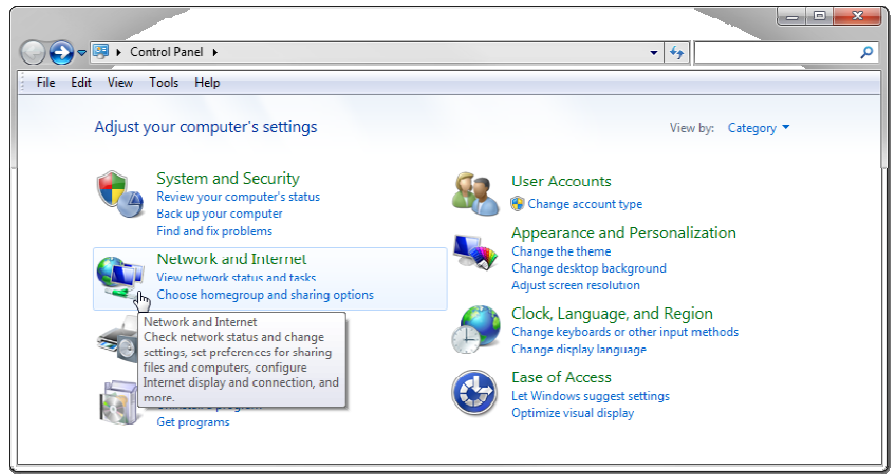 Control Panel
File Edit View Tools Help
Adjust your computer's settings
View by: Category
System and Security
Review your computer's status
Back up your computer
Find and fix problems
Network and Internet
View network status and tasks
Choose homegroup and sharing options
Network and Internet
Check network status and change
settings, set preferences for sharing
files and computers, configure
Internet display and connection, and
more.
Get programs
User Accounts
Change account type
Appearance and Personalization
Change the theme
Change desktop background
Adjust screen resolution
Clock, Language, and Region
Change keyboards or other input methods
Change display language
Ease of Access
Let Windows suggest settings
Optimize visual display